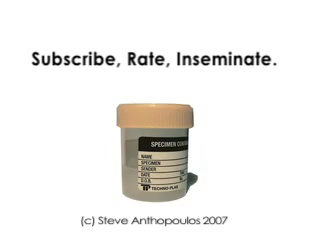 Subscribe, Rate, Inseminate.
SPECIMEN
NAME
SPECIMEN
GENDER
DATE
D.O.B.
TECHNO-PLAS
(c) Steve Anthopoulos 2007